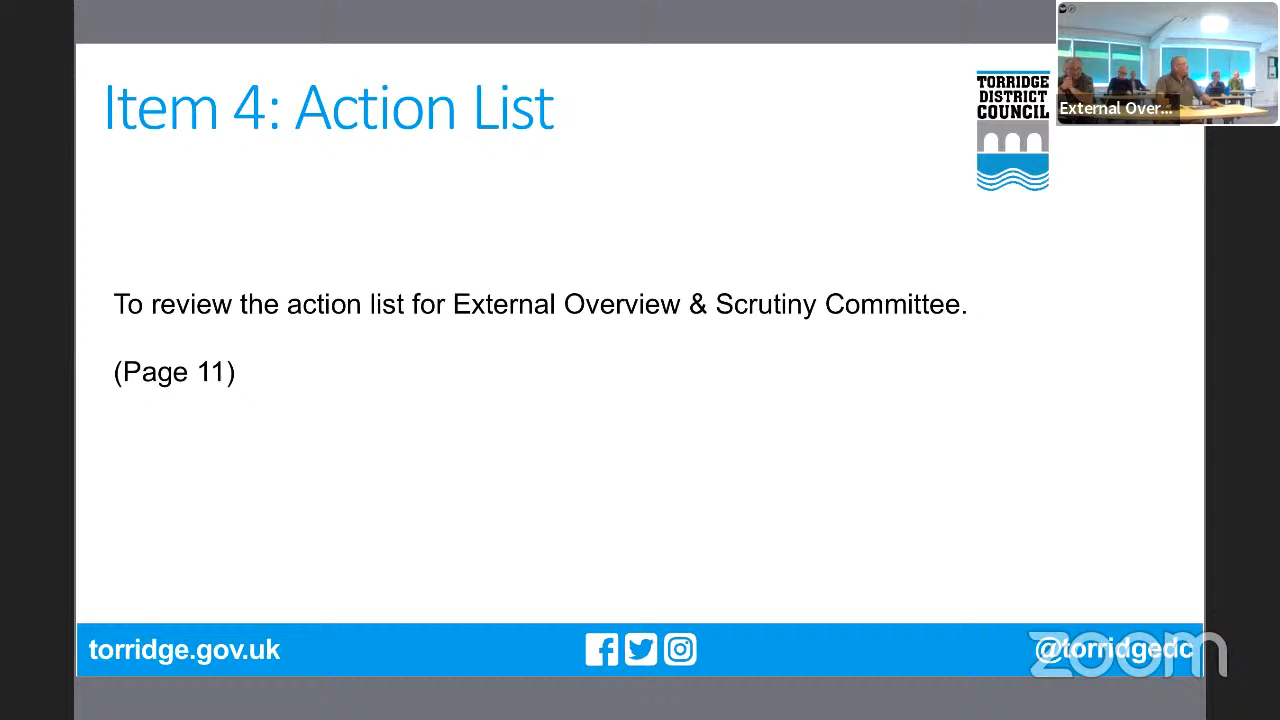 Item 4: Action List
TORRIDGE
DISTRICT
COUNCIL
External Over...
To review the action list for External Overview & Scrutiny Committee.
(Page 11)
torridge.gov.uk
@torridgedc
zoom